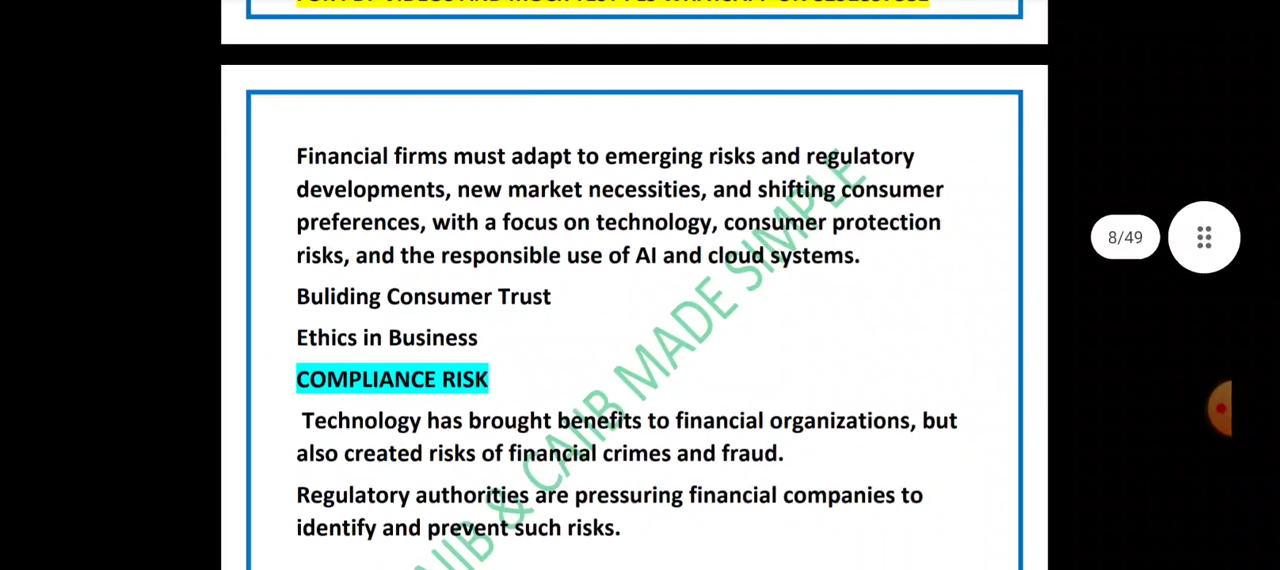 Financial firms must adapt to emerging risks and regulatory
developments, new market necessities, and shifting consumer
preferences, with a focus on technology, consumer protection
risks, and the responsible use of AI and cloud systems.
Buliding Consumer Trust
Ethics in Business
COMPLIANCE RISK
Technology has brought benefits to financial organizations, but
also created risks of financial crimes and fraud.
Regulatory authorities are pressuring financial companies to
identify and prevent such risks.
& CAIIB MADE SIMPLE
8/49